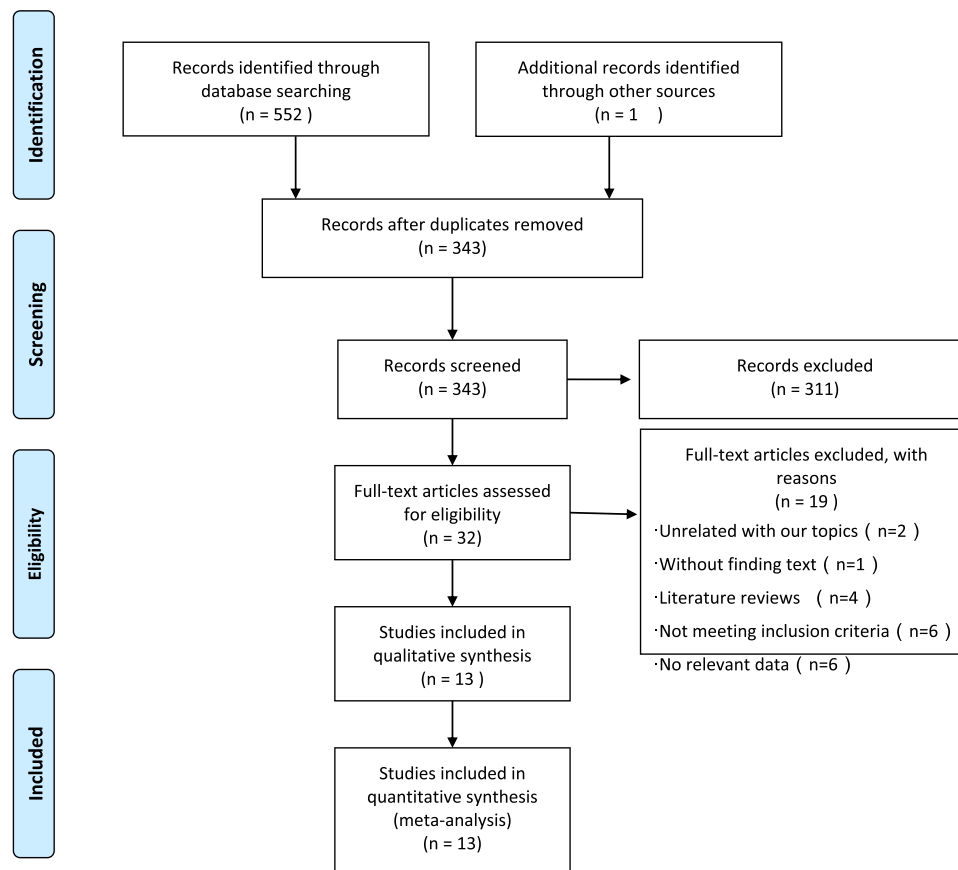 Identification
Records identified through
database searching
(n = 552 )
Additional records identified
through other sources
(n = 1 )
Records after duplicates removed
(n = 343)
Screening
Records screened
(n = 343)
Records excluded
(n = 311)
Eligibility
Full-text articles assessed
for eligibility
(n = 32)
Full-text articles excluded, with
reasons
(n = 19 )
·Unrelated with our topics ( n=2 )
·Without finding text ( n=1 )
·Literature reviews ( n=4 )
·Not meeting inclusion criteria ( n=6 )
·No relevant data ( n=6 )
Studies included in
qualitative synthesis
(n = 13 )
Included
Studies included in
quantitative synthesis
(meta-analysis)
(n = 13)